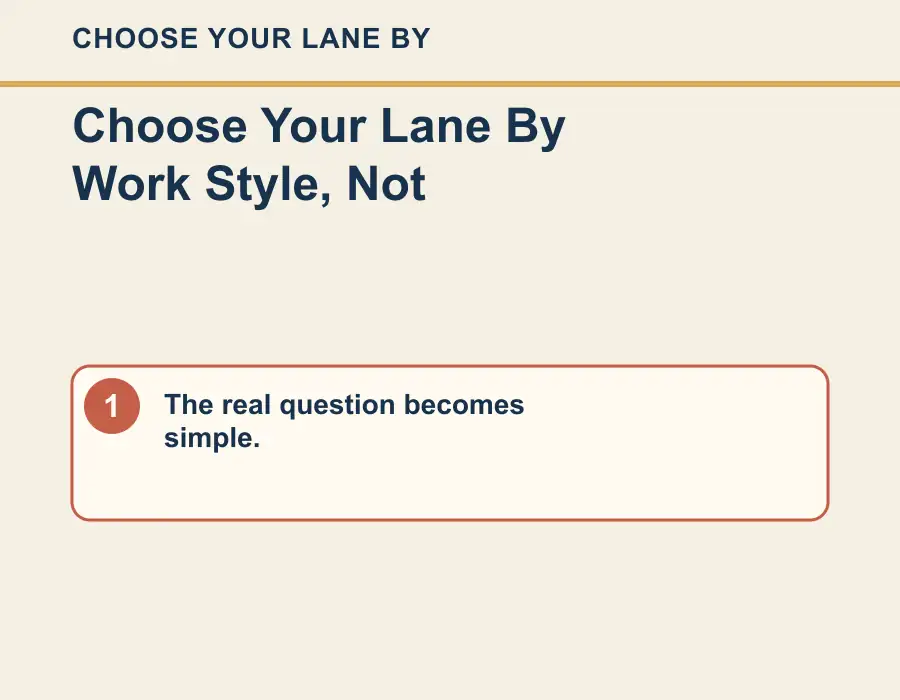 CHOOSE YOUR LANE BY
Choose Your Lane By
Work Style, Not
1
The real question becomes
simple.